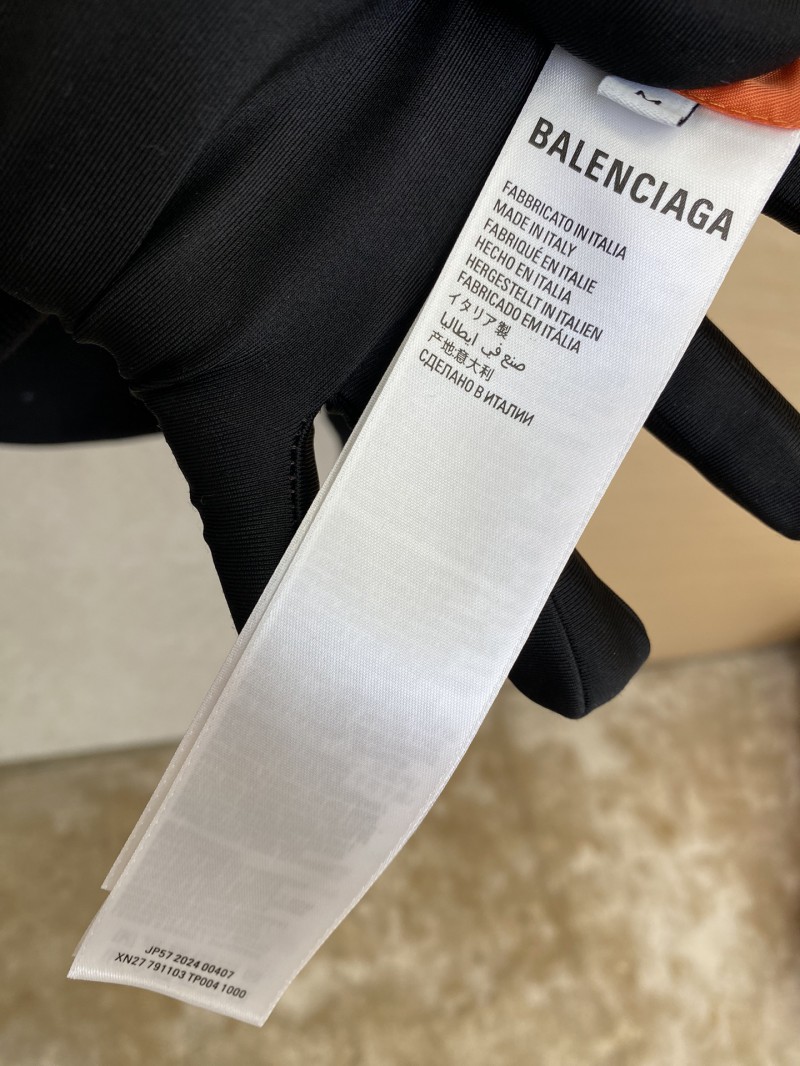 M
BALENCIAGA
FABBRICATO IN ITALIA
MADE IN ITALY
FABRIQUÉ EN ITALIE
HECHO EN ITALIA
HERGESTELLT IN ITALIEN
FABRICADO EM ITÁLIA
イタリア製
صنع في ايطاليا
产地:意大利
СДЕЛАНО В ИТАЛИИ
JP57 2024 00407
XN27 791103 TP004 1000